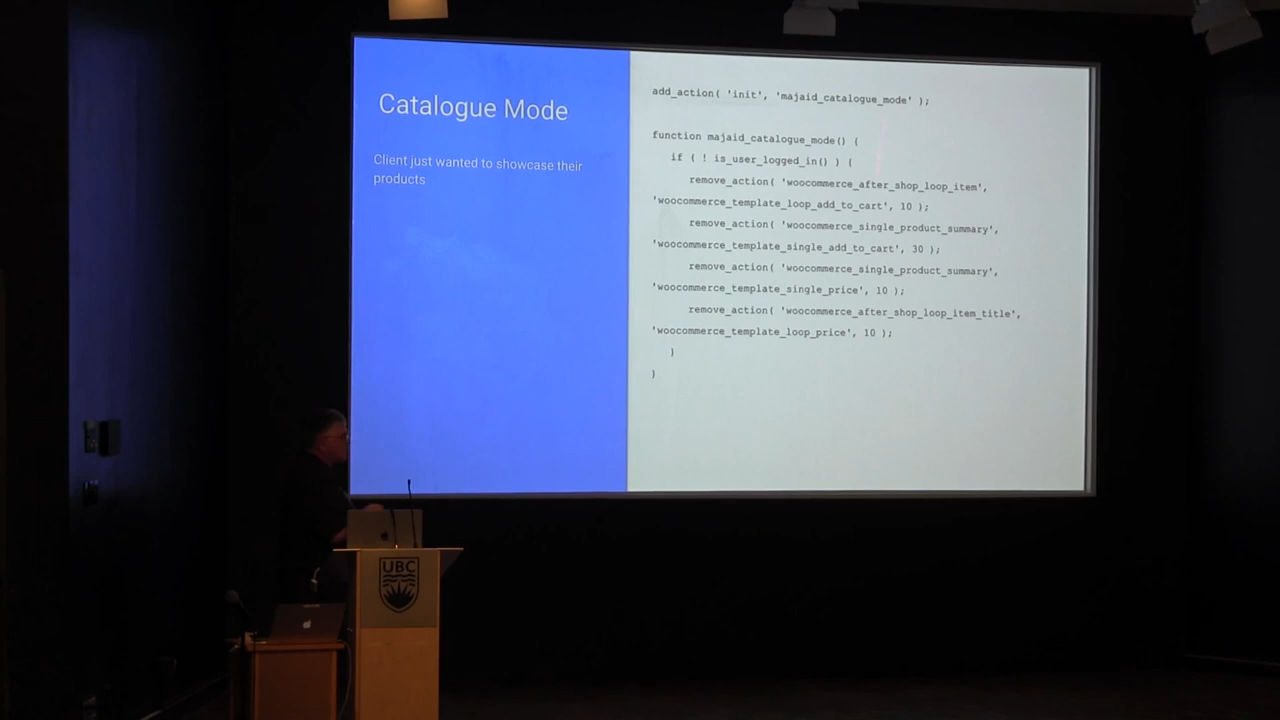 Catalogue Mode
Client just wanted to showcase their
products
add_action( 'init', 'majaid_catalogue_mode' );
function majaid_catalogue_mode() {
if ( ! is_user_logged_in() ) {
remove_action( 'woocommerce_after_shop_loop_item',
'woocommerce_template_loop_add_to_cart', 10 );
remove_action( 'woocommerce_single_product_summary',
'woocommerce_template_single_add_to_cart', 30 );
remove_action( 'woocommerce_single_product_summary',
'woocommerce_template_single_price', 10 );
remove_action( 'woocommerce_after_shop_loop_item_title',
'woocommerce_template_loop_price', 10 );
}
}
UBC